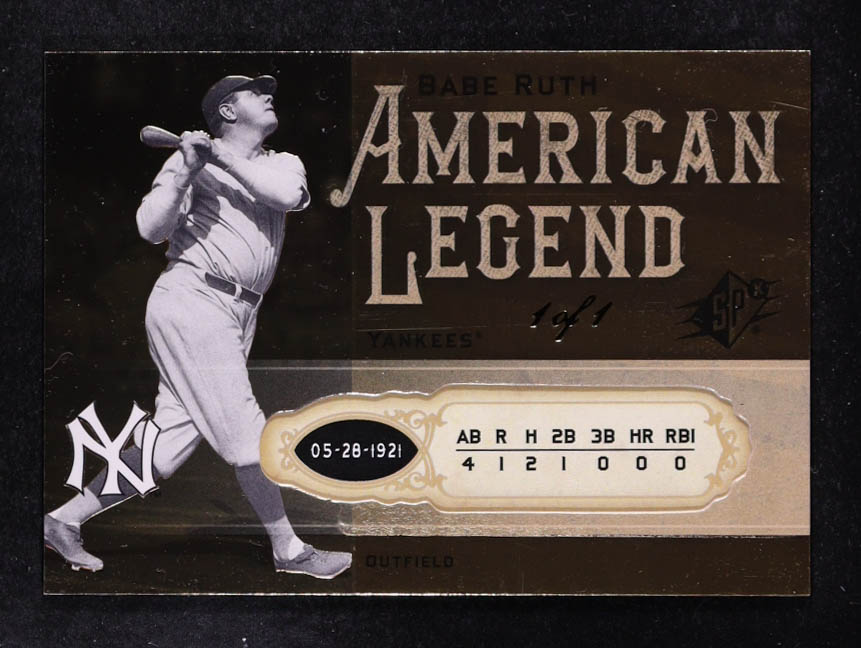 BABE RUTH
AMERICAN
LEGEND
1 of 1
SPx
YANKEES
NY
05-28-1921
AB R H 2B 3B HR RBI
4 1 2 1 0 0 0
OUTFIELD